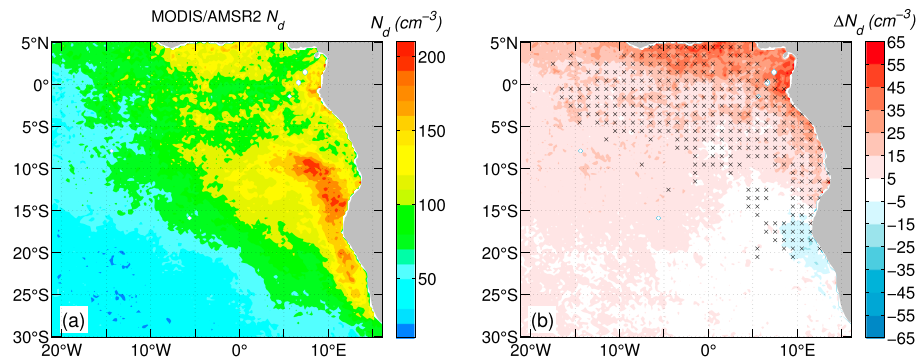 MODIS/AMSR2 N_d
N_d (cm⁻³)
ΔN_d (cm⁻³)
5°N
0°
5°S
10°S
15°S
20°S
25°S
30°S
20°W
10°W
0°
10°E
(a)
200
150
100
50
5°N
0°
5°S
10°S
15°S
20°S
25°S
30°S
20°W
10°W
0°
10°E
(b)
65
55
45
35
25
15
5
−5
−15
−25
−35
−45
−55
−65